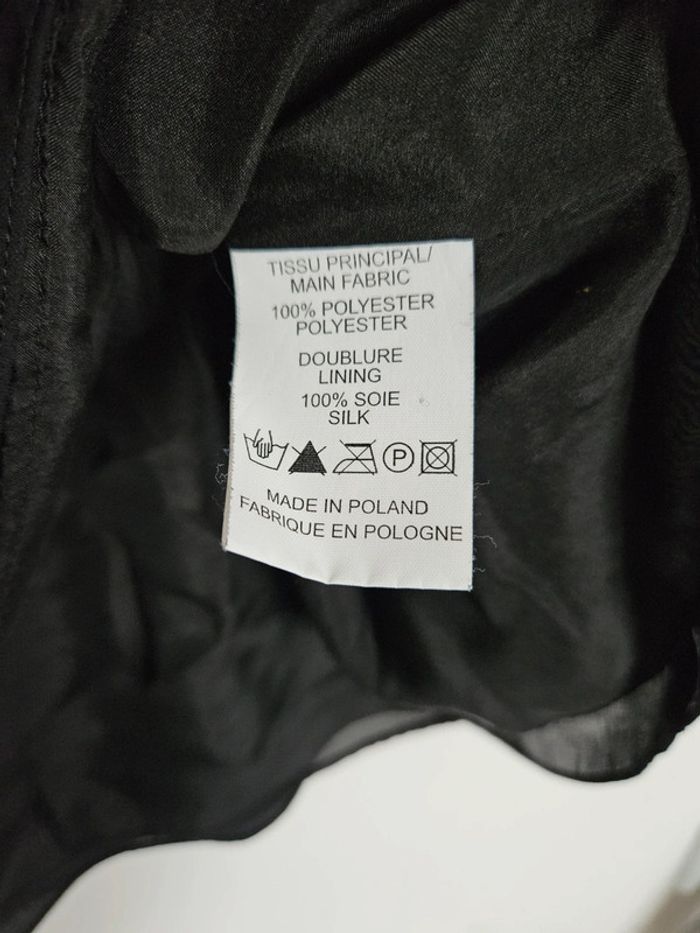 TISSU PRINCIPAL/
MAIN FABRIC
100% POLYESTER
POLYESTER
DOUBLURE
LINING
100% SOIE
SILK
P
MADE IN POLAND
FABRIQUE EN POLOGNE